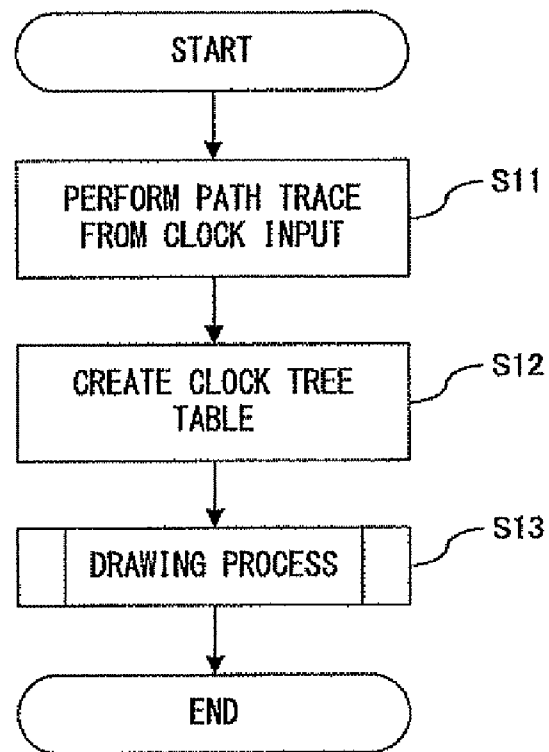 START
PERFORM PATH TRACE
FROM CLOCK INPUT
S11
CREATE CLOCK TREE
TABLE
S12
DRAWING PROCESS
S13
END